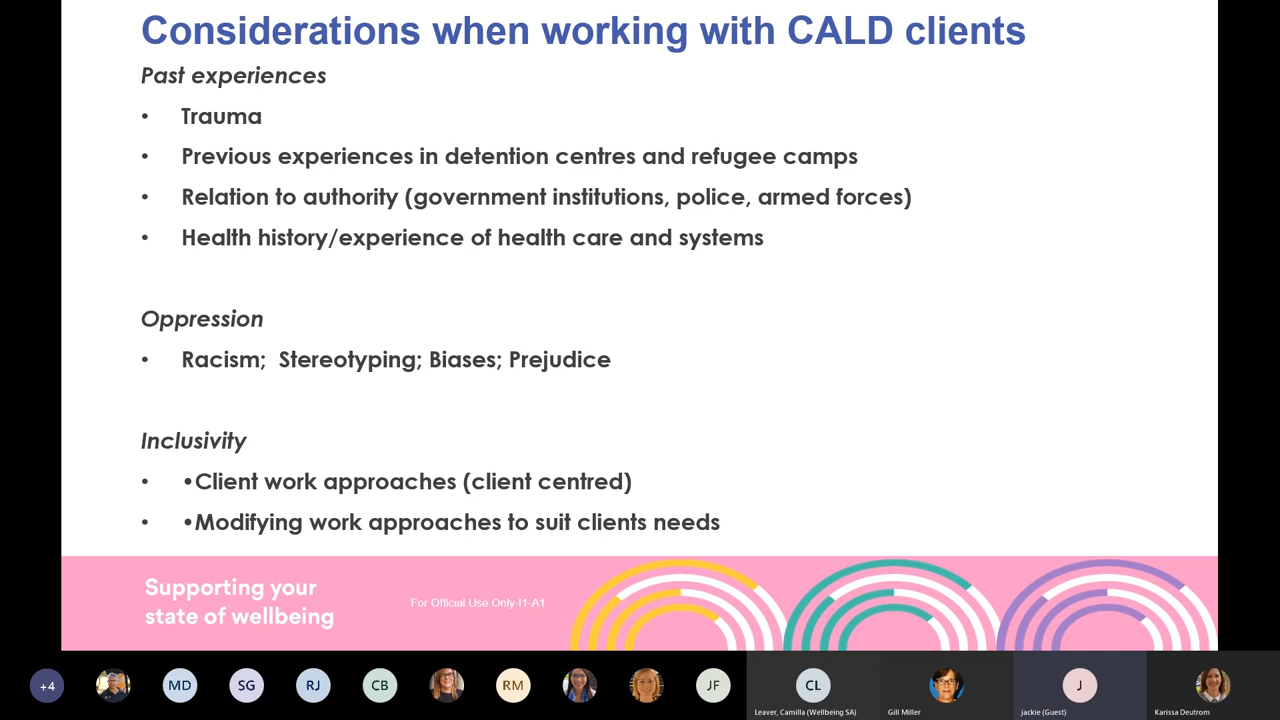 Considerations when working with CALD clients
Past experiences
• Trauma
• Previous experiences in detention centres and refugee camps
• Relation to authority (government institutions, police, armed forces)
• Health history/experience of health care and systems
Oppression
• Racism;  Stereotyping; Biases; Prejudice
Inclusivity
• •Client work approaches (client centred)
• •Modifying work approaches to suit clients needs
Supporting your
state of wellbeing
For Official Use Only-I1-A1
+4
MD
SG
RJ
CB
RM
JF
CL
J
Leaver, Camilla (Wellbeing SA)
Gill Miller
jackie (Guest)
Karissa Deutrom